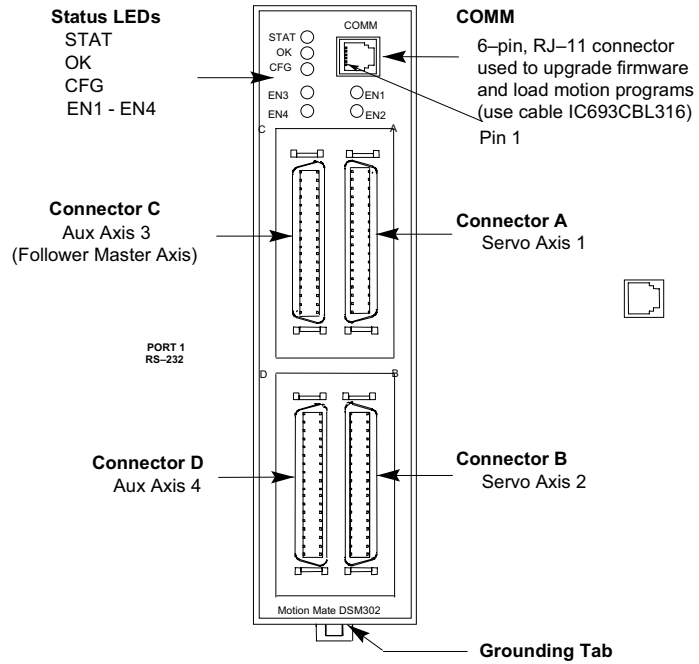 Status LEDs
STAT
OK
CFG
EN1 - EN4
STAT
OK
CFG
EN3
EN4
COMM
EN1
EN2
COMM
6–pin, RJ–11 connector
used to upgrade firmware
and load motion programs
(use cable IC693CBL316)
Pin 1
C
A
Connector C
Aux Axis 3
(Follower Master Axis)
Connector A
Servo Axis 1
PORT 1
RS–232
D
B
Connector D
Aux Axis 4
Connector B
Servo Axis 2
Motion Mate DSM302
Grounding Tab